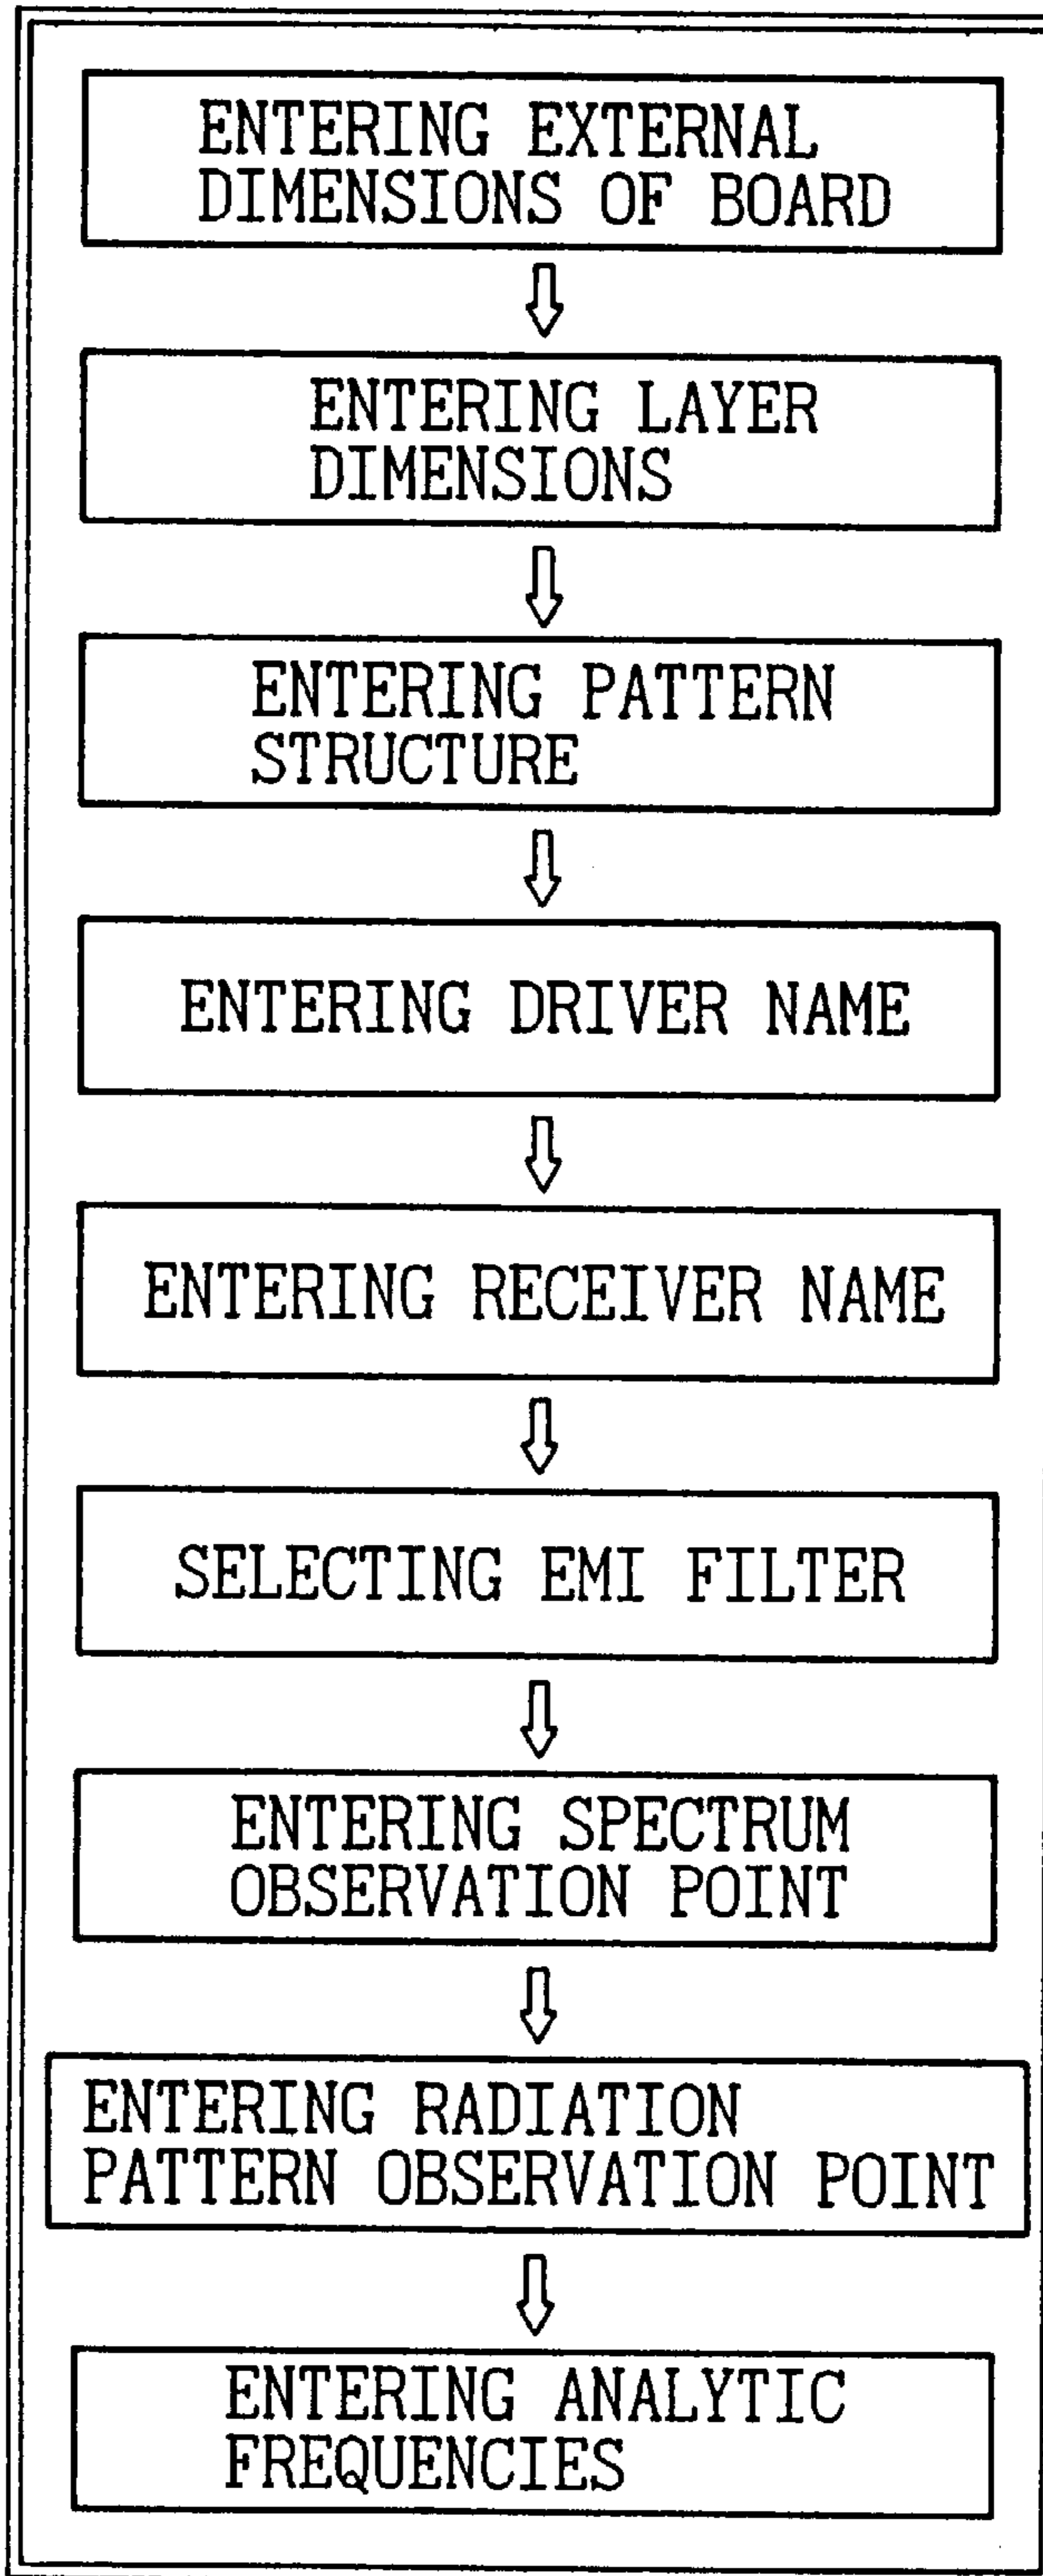 ENTERING EXTERNAL
DIMENSIONS OF BOARD
ENTERING LAYER
DIMENSIONS
ENTERING PATTERN
STRUCTURE
ENTERING DRIVER NAME
ENTERING RECEIVER NAME
SELECTING EMI FILTER
ENTERING SPECTRUM
OBSERVATION POINT
ENTERING RADIATION
PATTERN OBSERVATION POINT
ENTERING ANALYTIC
FREQUENCIES